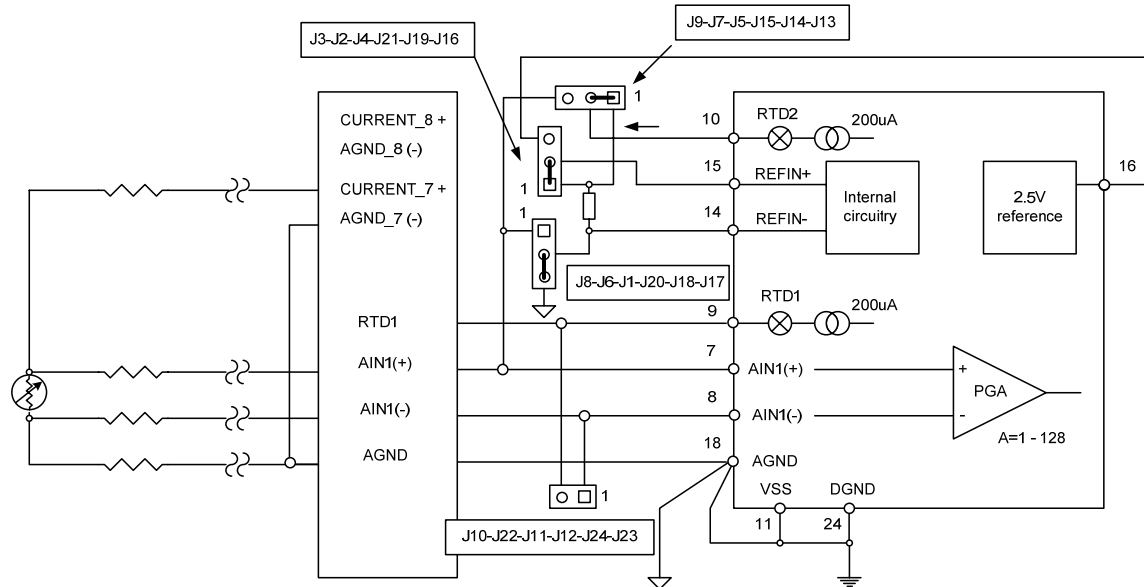 J9-J7-J5-J15-J14-J13
J3-J2-J4-J21-J19-J16
1
CURRENT_8 +
AGND_8 (-)
CURRENT_7 +
AGND_7 (-)
RTD1
AIN1(+)
AIN1(-)
AGND
1
1
J8-J6-J1-J20-J18-J17
1
J10-J22-J11-J12-J24-J23
10
RTD2
200uA
15
REFIN+
14
REFIN-
Internal
circuitry
2.5V
reference
16
9
RTD1
200uA
7
AIN1(+)
8
AIN1(-)
18
AGND
+
PGA
-
A=1 - 128
VSS
DGND
11
24